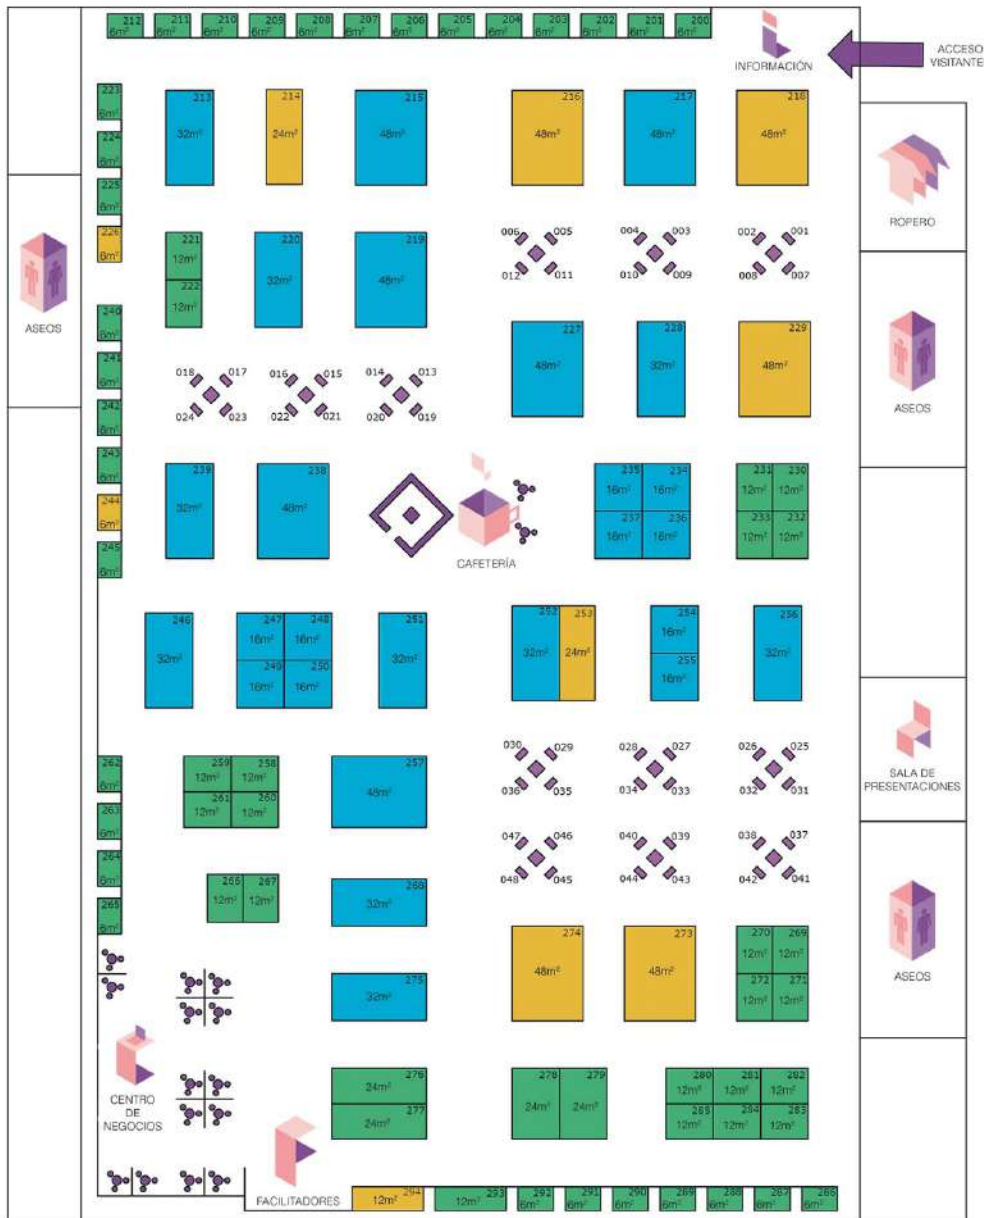 212 211 210 209 208 207 206 205 204 203 202 201 200
6m² 6m² 6m² 6m² 6m² 6m² 6m² 6m² 6m² 6m² 6m² 6m² 6m²
INFORMACIÓN
ACCESO
VISITANTE
223
6m²
224
6m²
225
6m²
226
6m²
213 214 215 216 217 218
32m² 24m² 48m² 48m² 48m² 48m²
ROPERO
221 220 219
12m² 32m² 48m²
222
12m²
006 005 004 003 002 001
012 011 010 009 008 007
ASEOS
240
6m²
241
6m²
242
6m²
243
6m²
244
6m²
245
6m²
227 228 229
48m² 32m² 48m²
ASEOS
018 017 016 015 014 013
024 023 022 021 020 019
239 238
32m² 48m²
CAFETERÍA
235 234 231 230
16m² 16m² 12m² 12m²
237 236 233 232
16m² 16m² 12m² 12m²
246 247 248 251
32m² 16m² 16m² 32m²
249 250
16m² 16m²
252 253 254 256
32m² 24m² 16m² 32m²
255
16m²
SALA DE
PRESENTACIONES
030 029 028 027 026 025
036 035 034 033 032 031
262
6m²
263
6m²
264
6m²
265
6m²
259 258 257
12m² 12m² 48m²
261 260
12m² 12m²
047 046 040 039 038 037
048 045 044 043 042 041
267
12m² 12m²
32m²
ASEOS
274 273 270 269
48m² 48m² 12m² 12m²
272 271
12m² 12m²
275
32m²
CENTRO
DE
NEGOCIOS
276 278 279 280 281 282
24m² 24m² 24m² 12m² 12m² 12m²
277 285 284 283
24m² 12m² 12m² 12m²
FACILITADORES
294 293 292 291 290 289 288 287 286
12m² 12m² 6m² 6m² 6m² 6m² 6m² 6m² 6m²